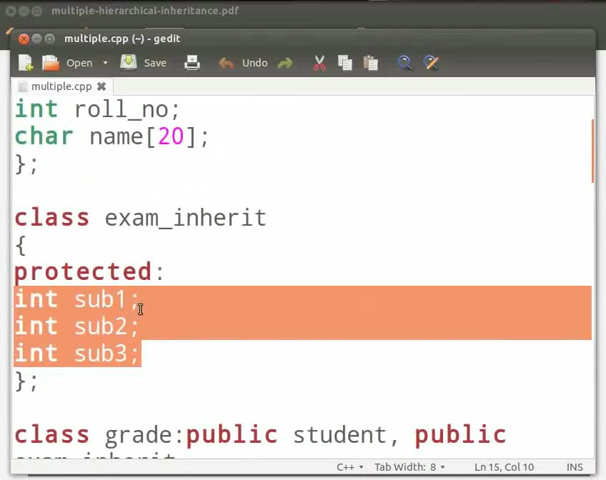 multiple-hierarchical-inheritance.pdf
multiple.cpp (~) - gedit
Open Save Undo
multiple.cpp
int roll_no;
char name[20];
};
class exam_inherit
{
protected:
int sub1;
int sub2;
int sub3;
};
class grade:public student, public
exam_inherit
C++ Tab Width: 8 Ln 15, Col 10 INS